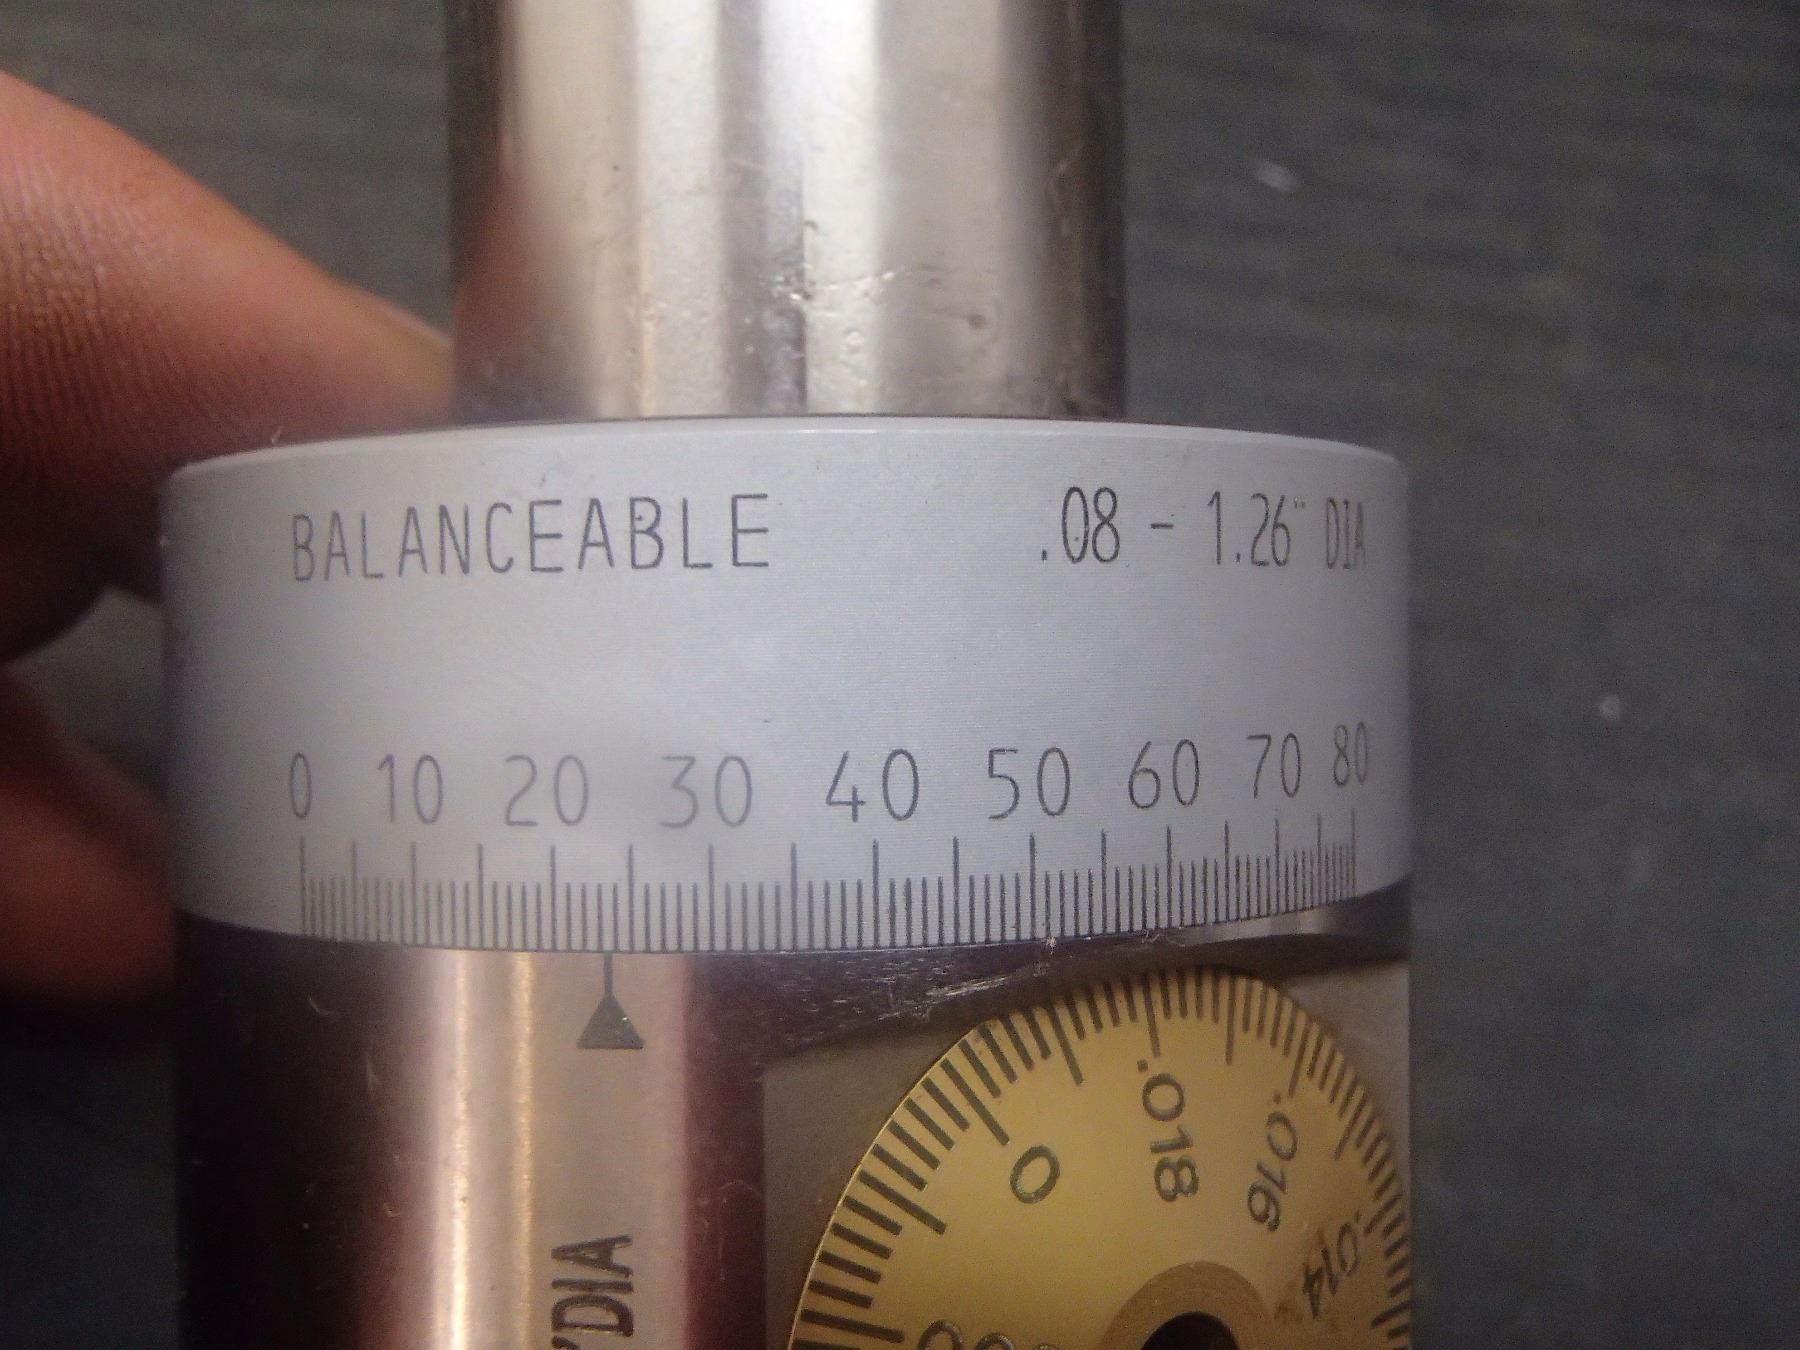 BALANCEABLE .08 - 1.26" DIA
0 10 20 30 40 50 60 70 80
0 .018 .016 .014
"DIA